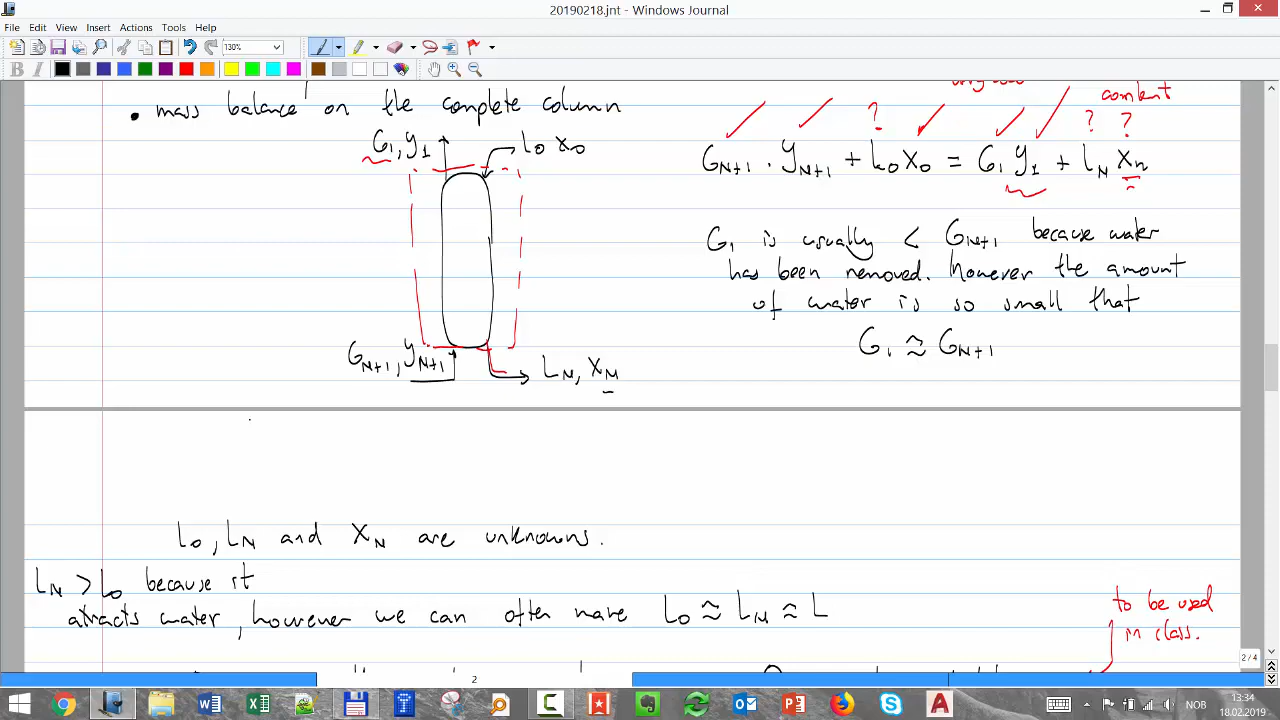 20190218.jnt - Windows Journal
File Edit View Insert Actions Tools Help
130%
B I
• mass balance on the complete column
G1, y1
L0 x0
GN+1, yN+1
LN, XN
content
? ? ?
GN+1 · yN+1 + L0 X0 = G1 y1 + LN Xn
G1 is usually < GN+1 because water
has been removed. However the amount
of water is so small that
G1 ≈ GN+1
L0, LN and XN are unknowns.
LN > L0 because it
atracts water, however we can often have L0 ≈ LN ≈ L
to be used
in class.
2 / 4
2
NOB
13:34
18.02.2019